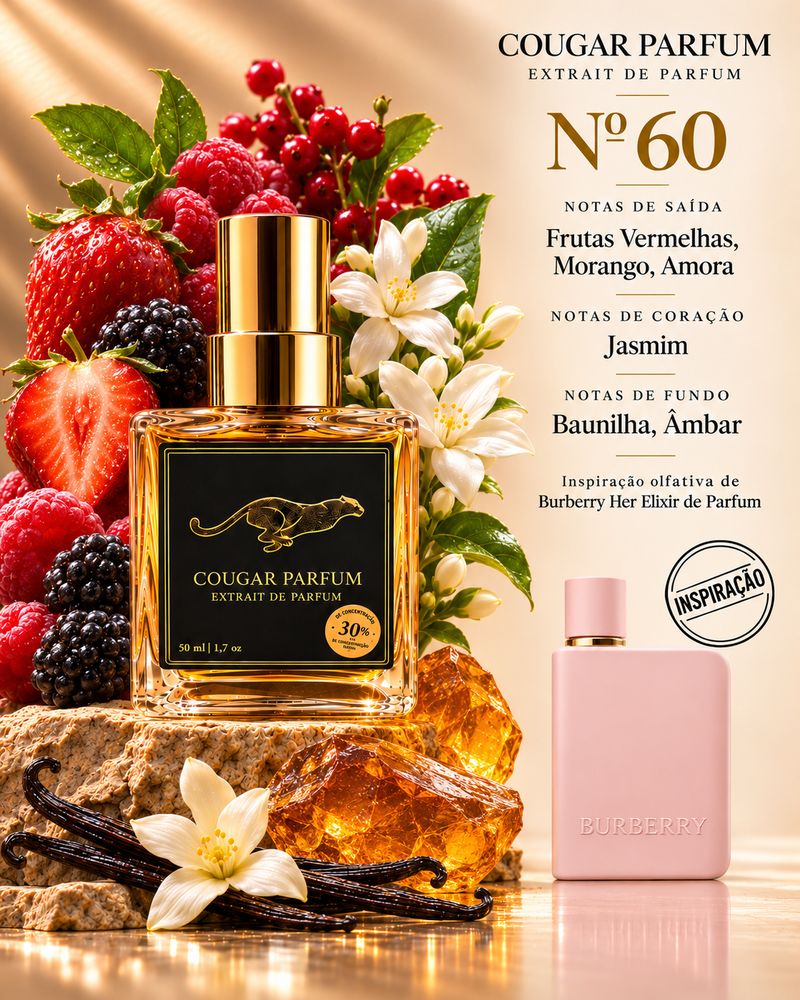 COUGAR PARFUM
EXTRAIT DE PARFUM
Nº 60
NOTAS DE SAÍDA
Frutas Vermelhas,
Morango, Amora
NOTAS DE CORAÇÃO
Jasmim
NOTAS DE FUNDO
Baunilha, Âmbar
Inspiração olfativa de
Burberry Her Elixir de Parfum
INSPIRAÇÃO
COUGAR PARFUM
EXTRAIT DE PARFUM
DE CONCENTRAÇÃO
30%
50 ml | 1,7 oz
BURBERRY